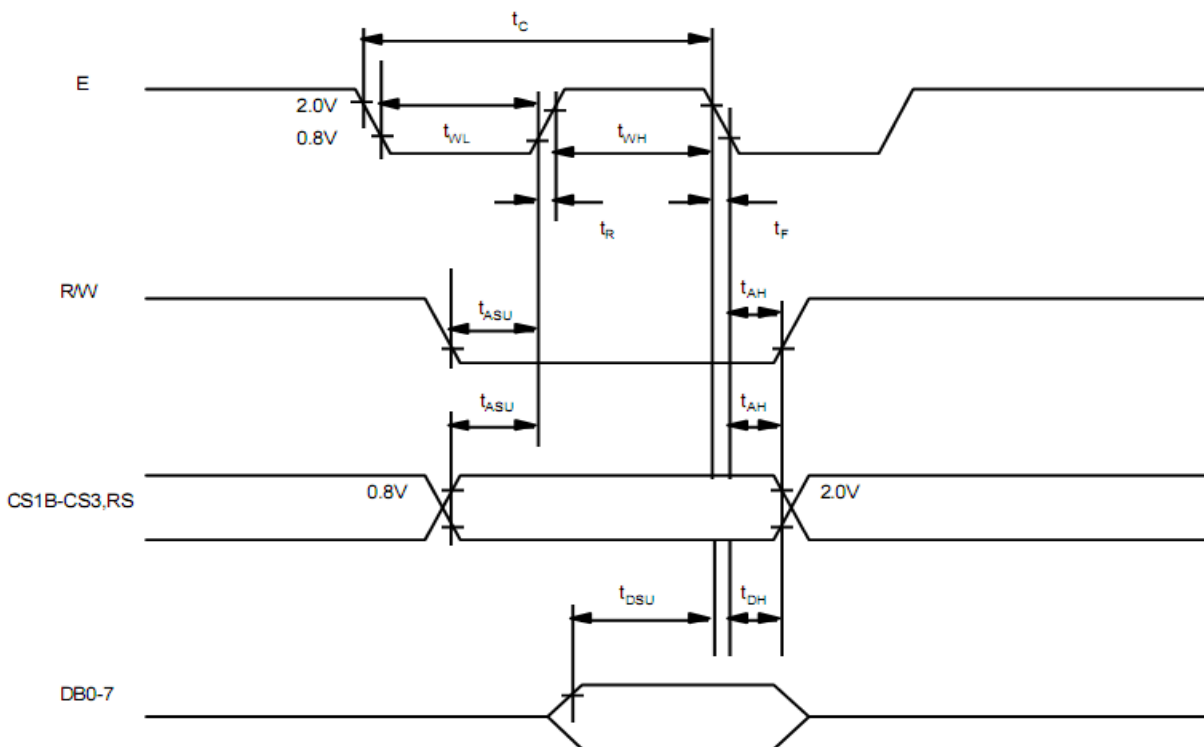 tC
E
2.0V
0.8V
tWL
tWH
tR
tF
R/W
tASU
tAH
tASU
tAH
CS1B-CS3,RS
0.8V
2.0V
tDSU
tDH
DB0-7